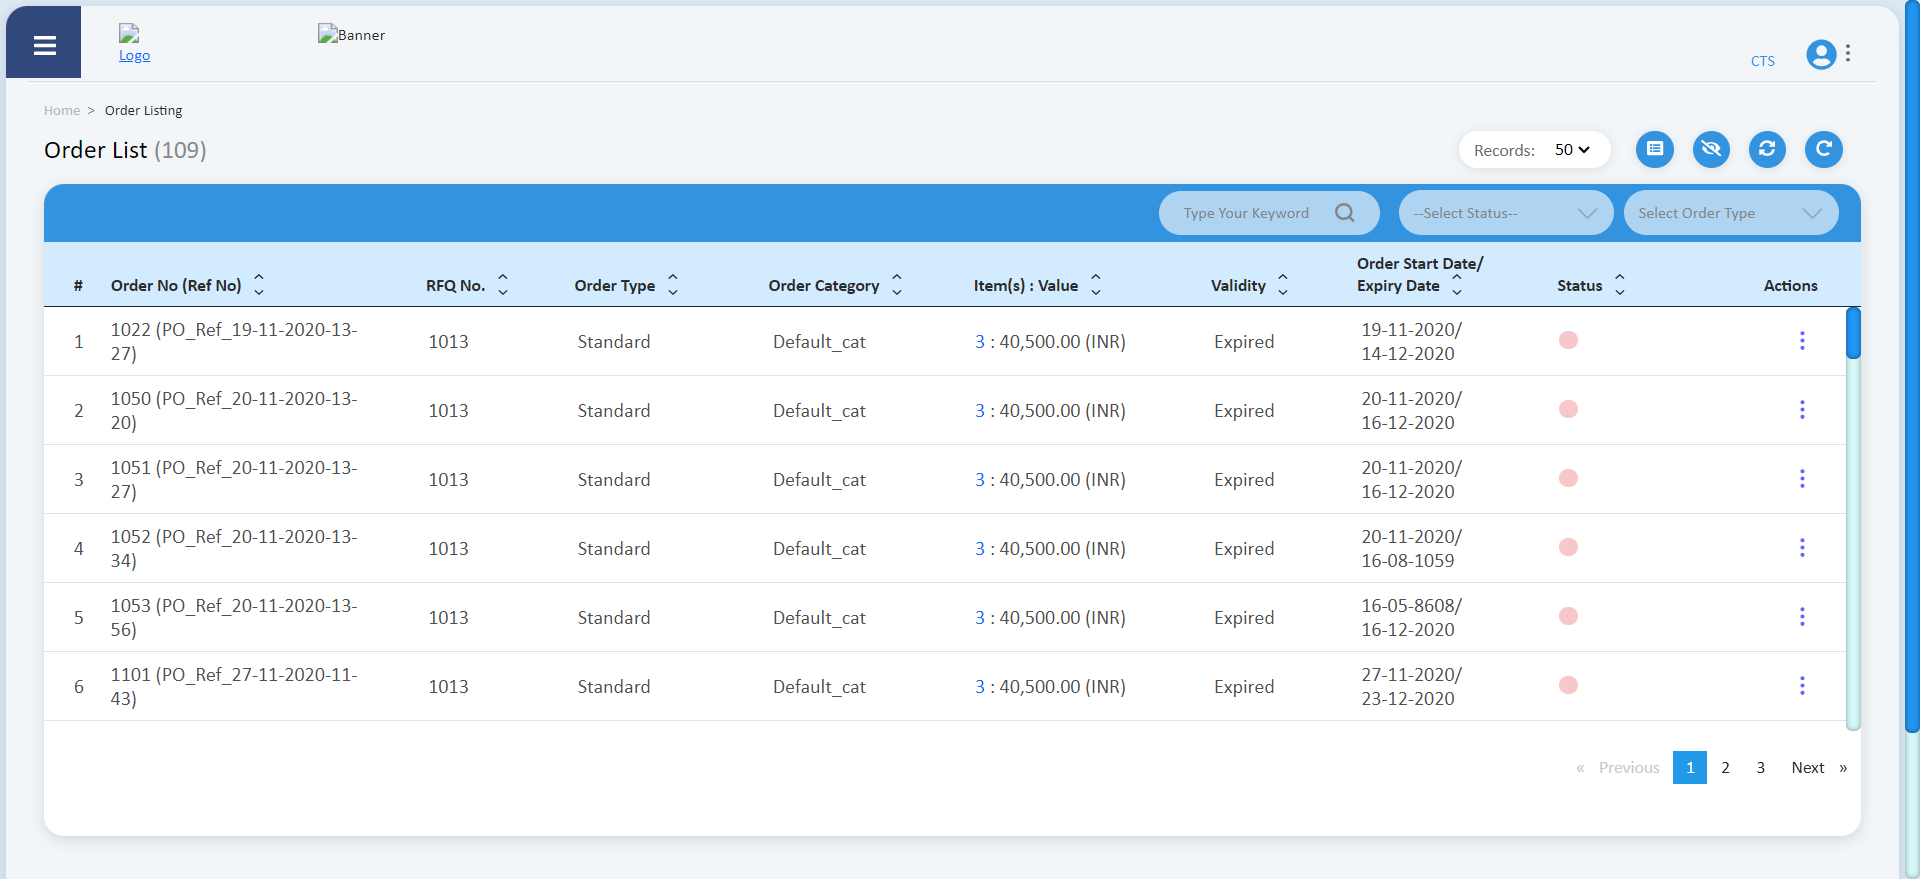 Logo
Banner
CTS
Home > Order Listing
Order List (109)
Records: 50
Type Your Keyword
--Select Status--
Select Order Type
# Order No (Ref No) RFQ No. Order Type Order Category Item(s) : Value Validity Order Start Date/ Expiry Date Status Actions
1 1022 (PO_Ref_19-11-2020-13-27) 1013 Standard Default_cat 3 : 40,500.00 (INR) Expired 19-11-2020/ 14-12-2020
2 1050 (PO_Ref_20-11-2020-13-20) 1013 Standard Default_cat 3 : 40,500.00 (INR) Expired 20-11-2020/ 16-12-2020
3 1051 (PO_Ref_20-11-2020-13-27) 1013 Standard Default_cat 3 : 40,500.00 (INR) Expired 20-11-2020/ 16-12-2020
4 1052 (PO_Ref_20-11-2020-13-34) 1013 Standard Default_cat 3 : 40,500.00 (INR) Expired 20-11-2020/ 16-08-1059
5 1053 (PO_Ref_20-11-2020-13-56) 1013 Standard Default_cat 3 : 40,500.00 (INR) Expired 16-05-8608/ 16-12-2020
6 1101 (PO_Ref_27-11-2020-11-43) 1013 Standard Default_cat 3 : 40,500.00 (INR) Expired 27-11-2020/ 23-12-2020
« Previous 1 2 3 Next »